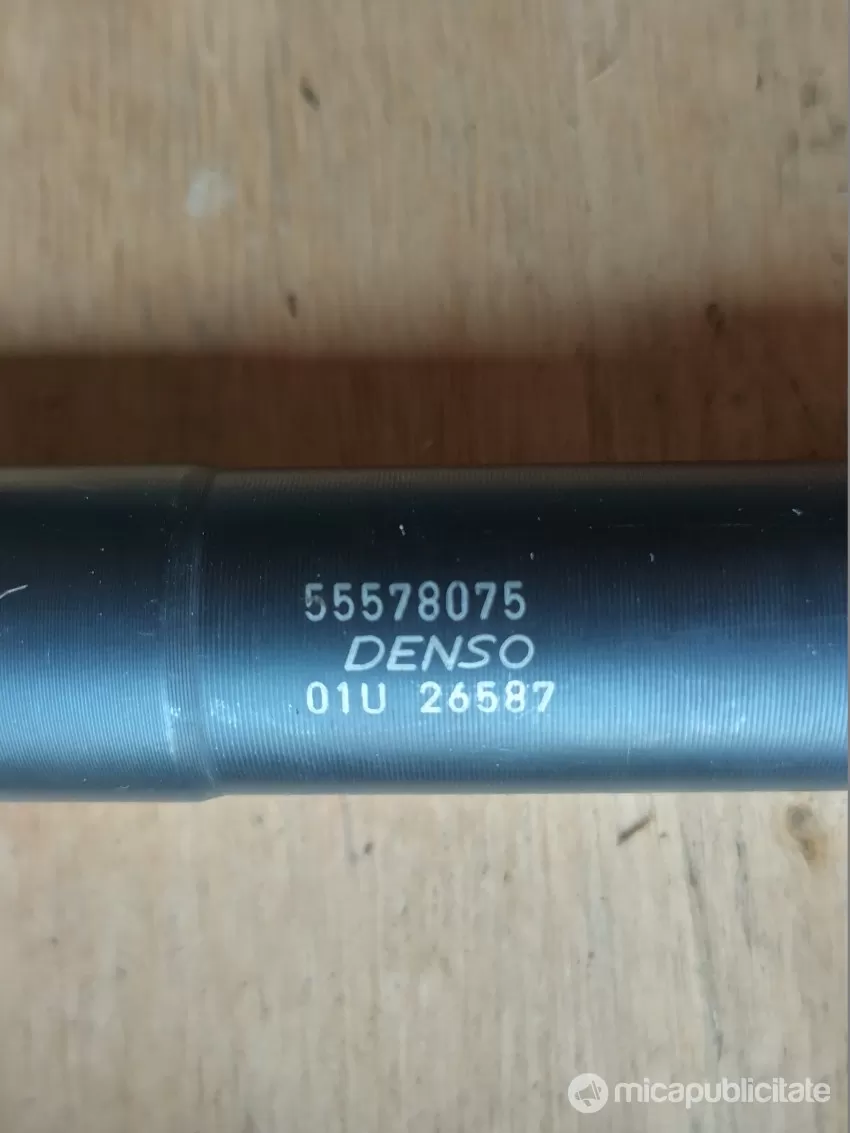 55578075
DENSO
01U 26587
micapublicitate